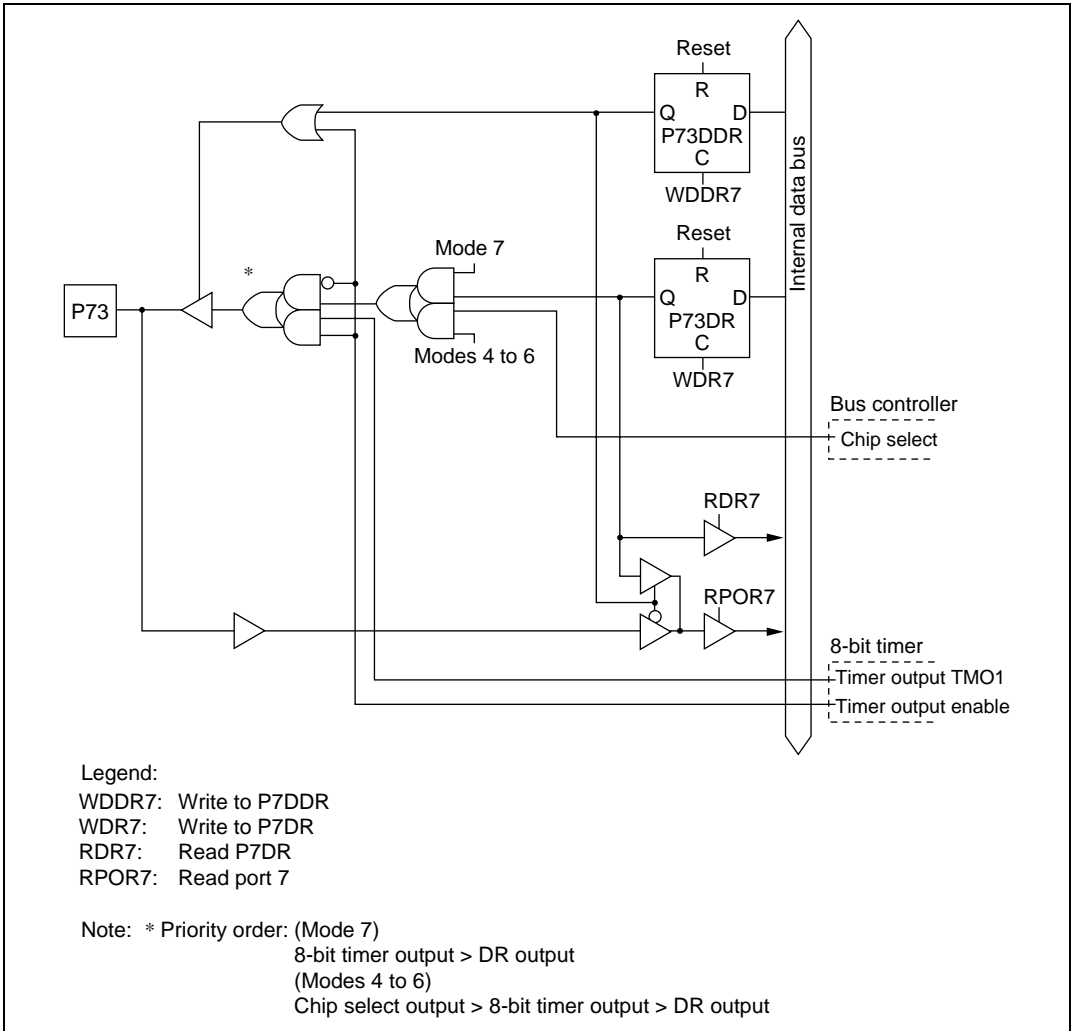 Reset
R
Q D
P73DDR
C
WDDR7
Reset
R
Q D
P73DR
C
WDR7
Internal data bus
Mode 7
*
P73
Modes 4 to 6
Bus controller
Chip select
RDR7
RPOR7
8-bit timer
Timer output TMO1
Timer output enable
Legend:
WDDR7: Write to P7DDR
WDR7: Write to P7DR
RDR7: Read P7DR
RPOR7: Read port 7
Note: * Priority order: (Mode 7)
8-bit timer output > DR output
(Modes 4 to 6)
Chip select output > 8-bit timer output > DR output